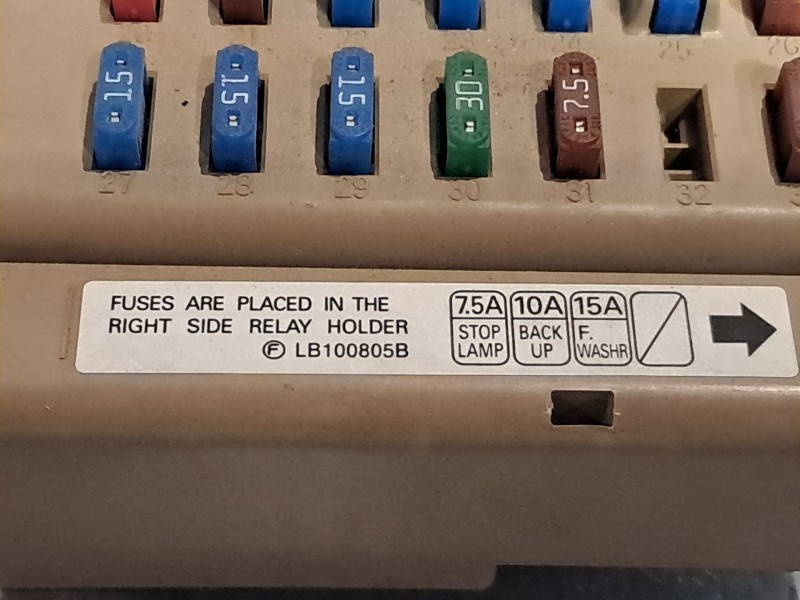 25
15
15
15
30
7.5
27
28
29
30
31
32
FUSES ARE PLACED IN THE
RIGHT SIDE RELAY HOLDER
Ⓕ LB100805B
7.5A
STOP
LAMP
10A
BACK
UP
15A
F.
WASHR